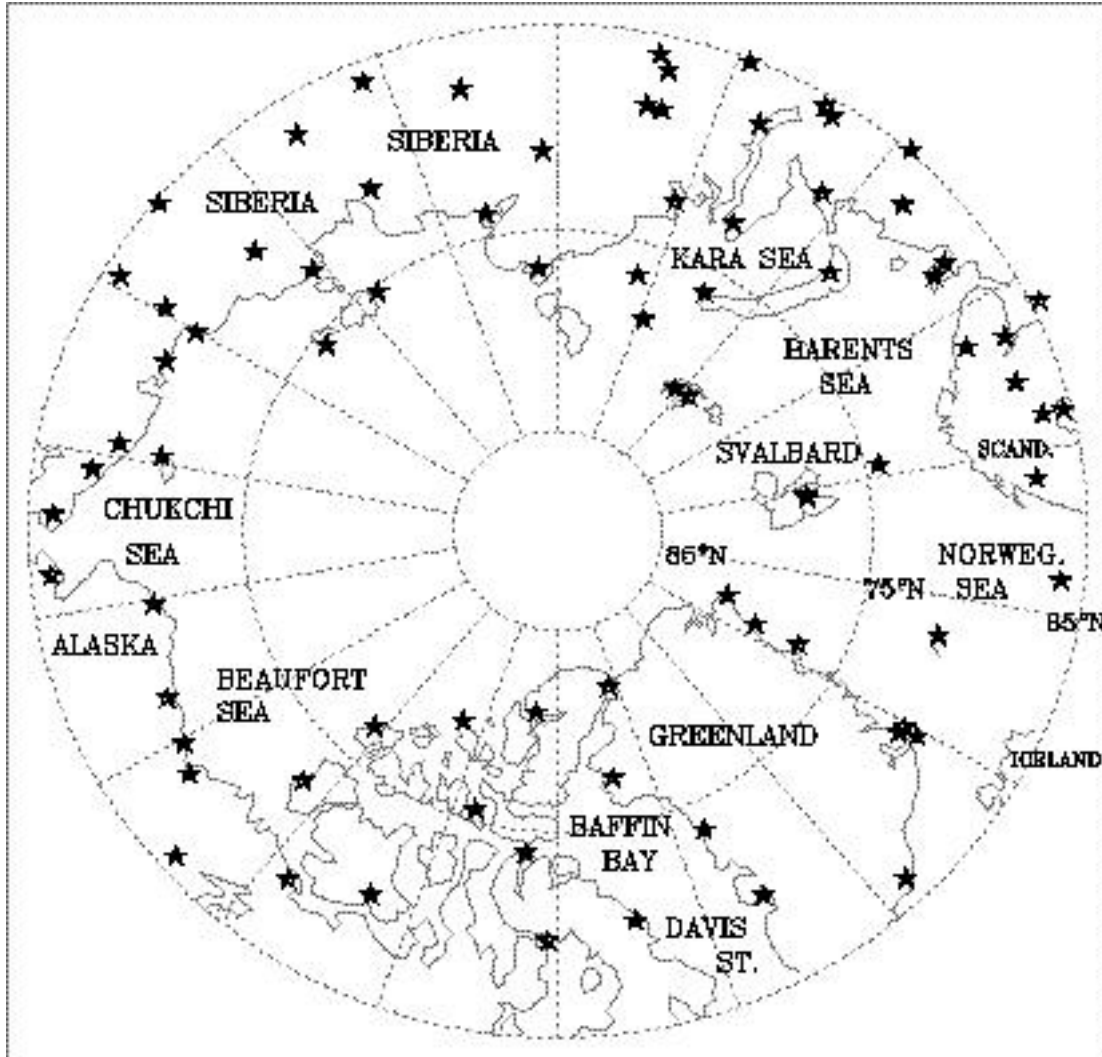 SIBERIA
SIBERIA
KARA SEA
BARENTS
SEA
SVALBARD
SCAND.
CHUKCHI
SEA
85°N
75°N
NORWEG.
SEA
65°N
ALASKA
BEAUFORT
SEA
GREENLAND
ICELAND
BAFFIN
BAY
DAVIS
ST.